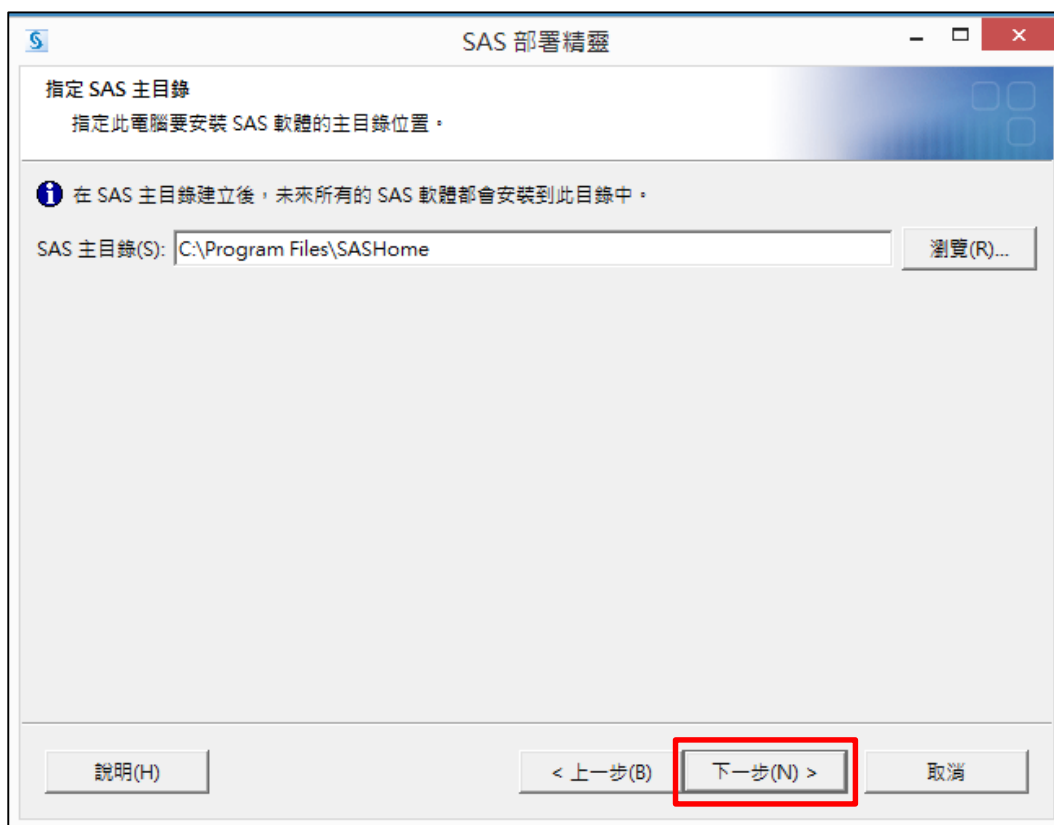 SAS 部署精靈
指定 SAS 主目錄
指定此電腦要安裝 SAS 軟體的主目錄位置。
在 SAS 主目錄建立後，未來所有的 SAS 軟體都會安裝到此目錄中。
SAS 主目錄(S): C:\Program Files\SASHome 瀏覽(R)...
說明(H) < 上一步(B) 下一步(N) > 取消